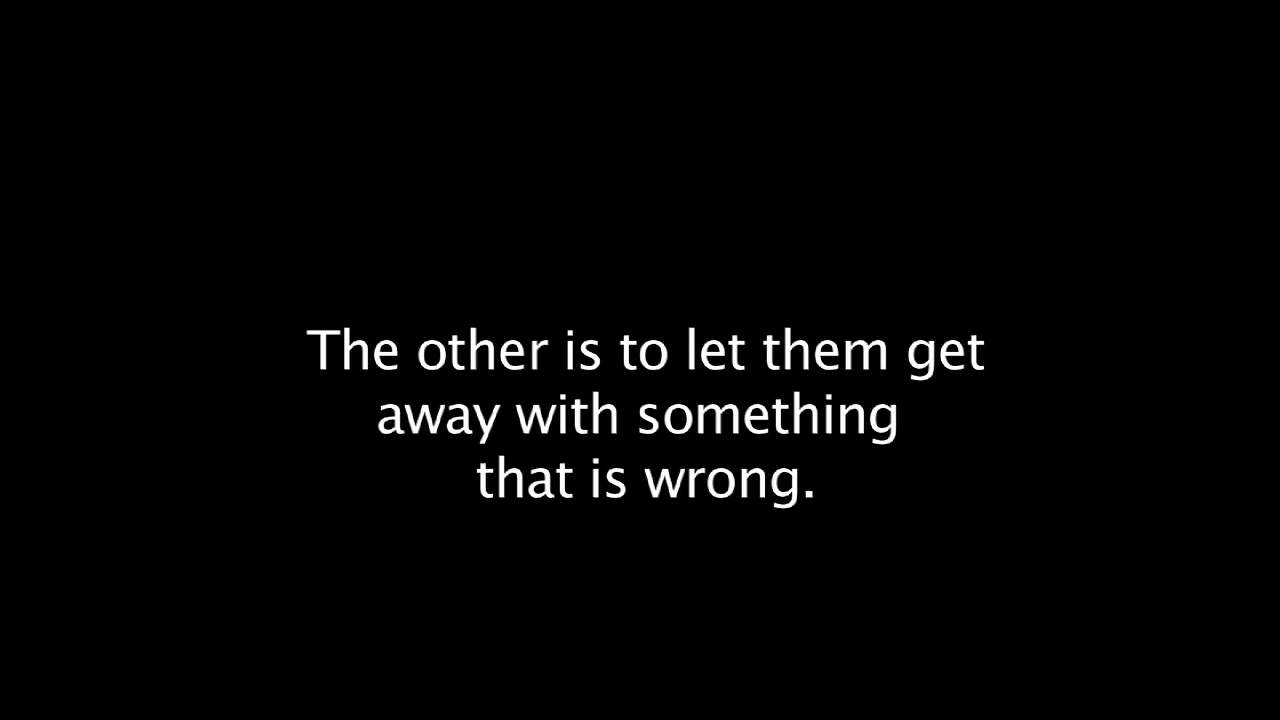 The other is to let them get
away with something
that is wrong.